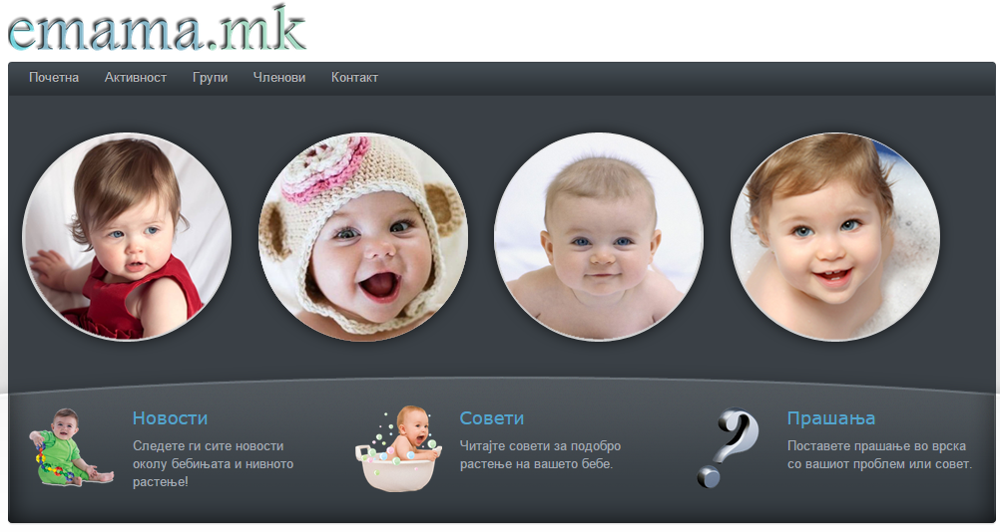 emama.mk
Почетна Активност Групи Членови Контакт
Новости
Следете ги сите новости
околу бебињата и нивното
растење!
Совети
Читајте совети за подобро
растење на вашето бебе.
Прашања
Поставете прашање во врска
со вашиот проблем или совет.